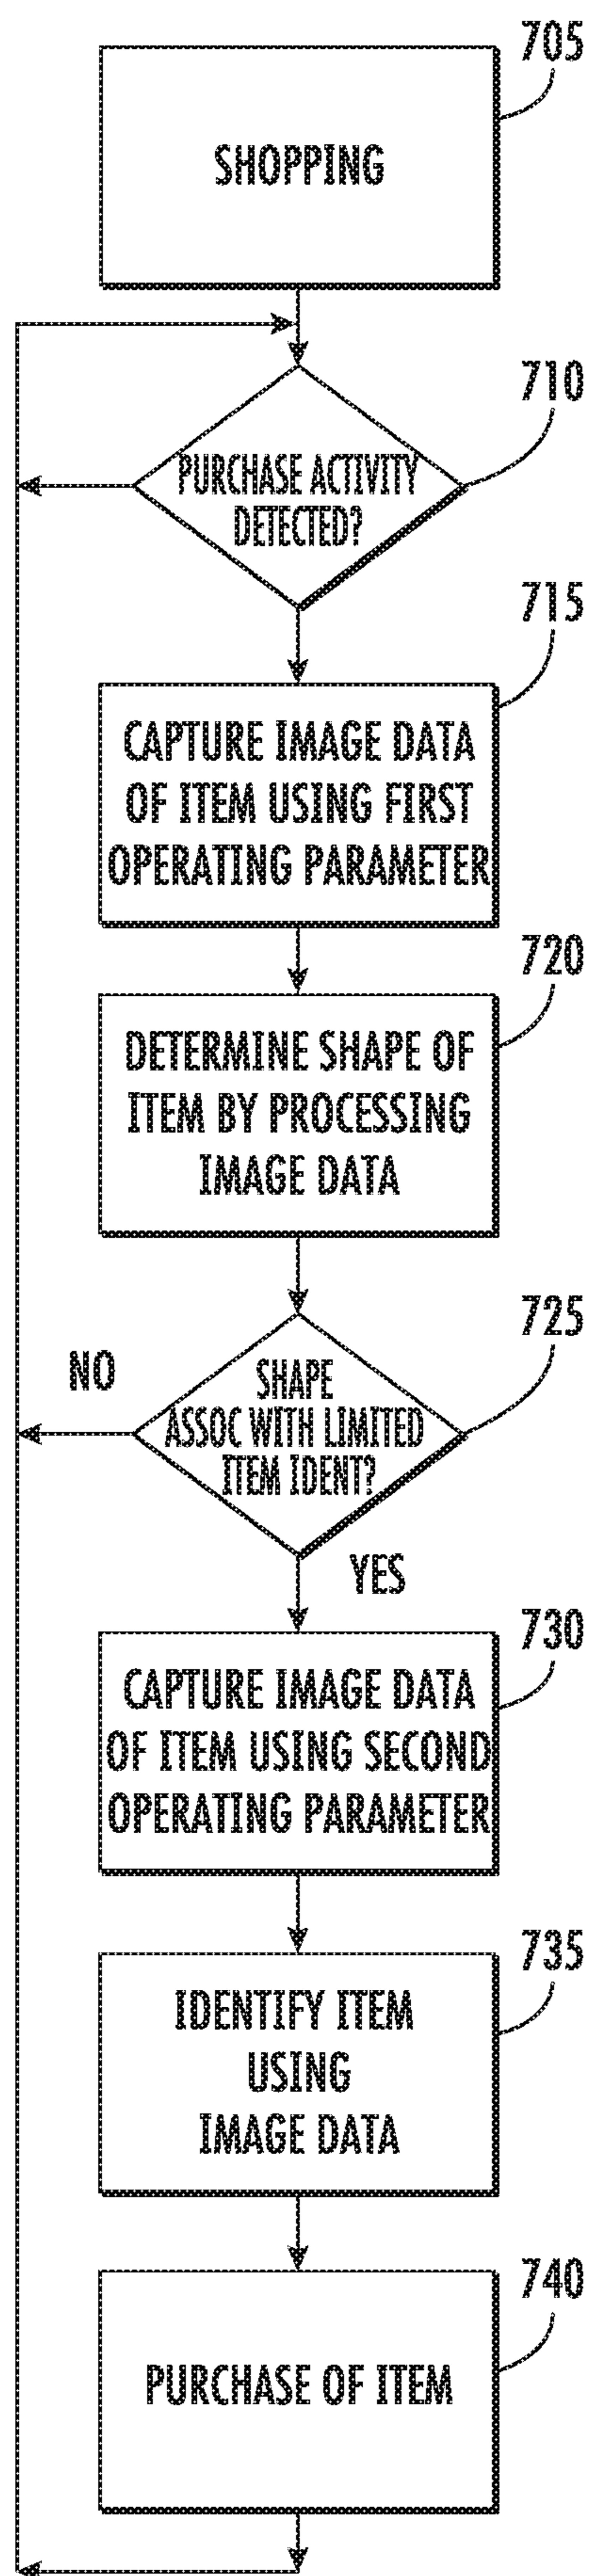 705
SHOPPING
710
PURCHASE ACTIVITY
DETECTED?
715
CAPTURE IMAGE DATA
OF ITEM USING FIRST
OPERATING PARAMETER
720
DETERMINE SHAPE OF
ITEM BY PROCESSING
IMAGE DATA
725
NO
SHAPE
ASSOC WITH LIMITED
ITEM IDENT?
YES
730
CAPTURE IMAGE DATA
OF ITEM USING SECOND
OPERATING PARAMETER
735
IDENTIFY ITEM
USING
IMAGE DATA
740
PURCHASE OF ITEM